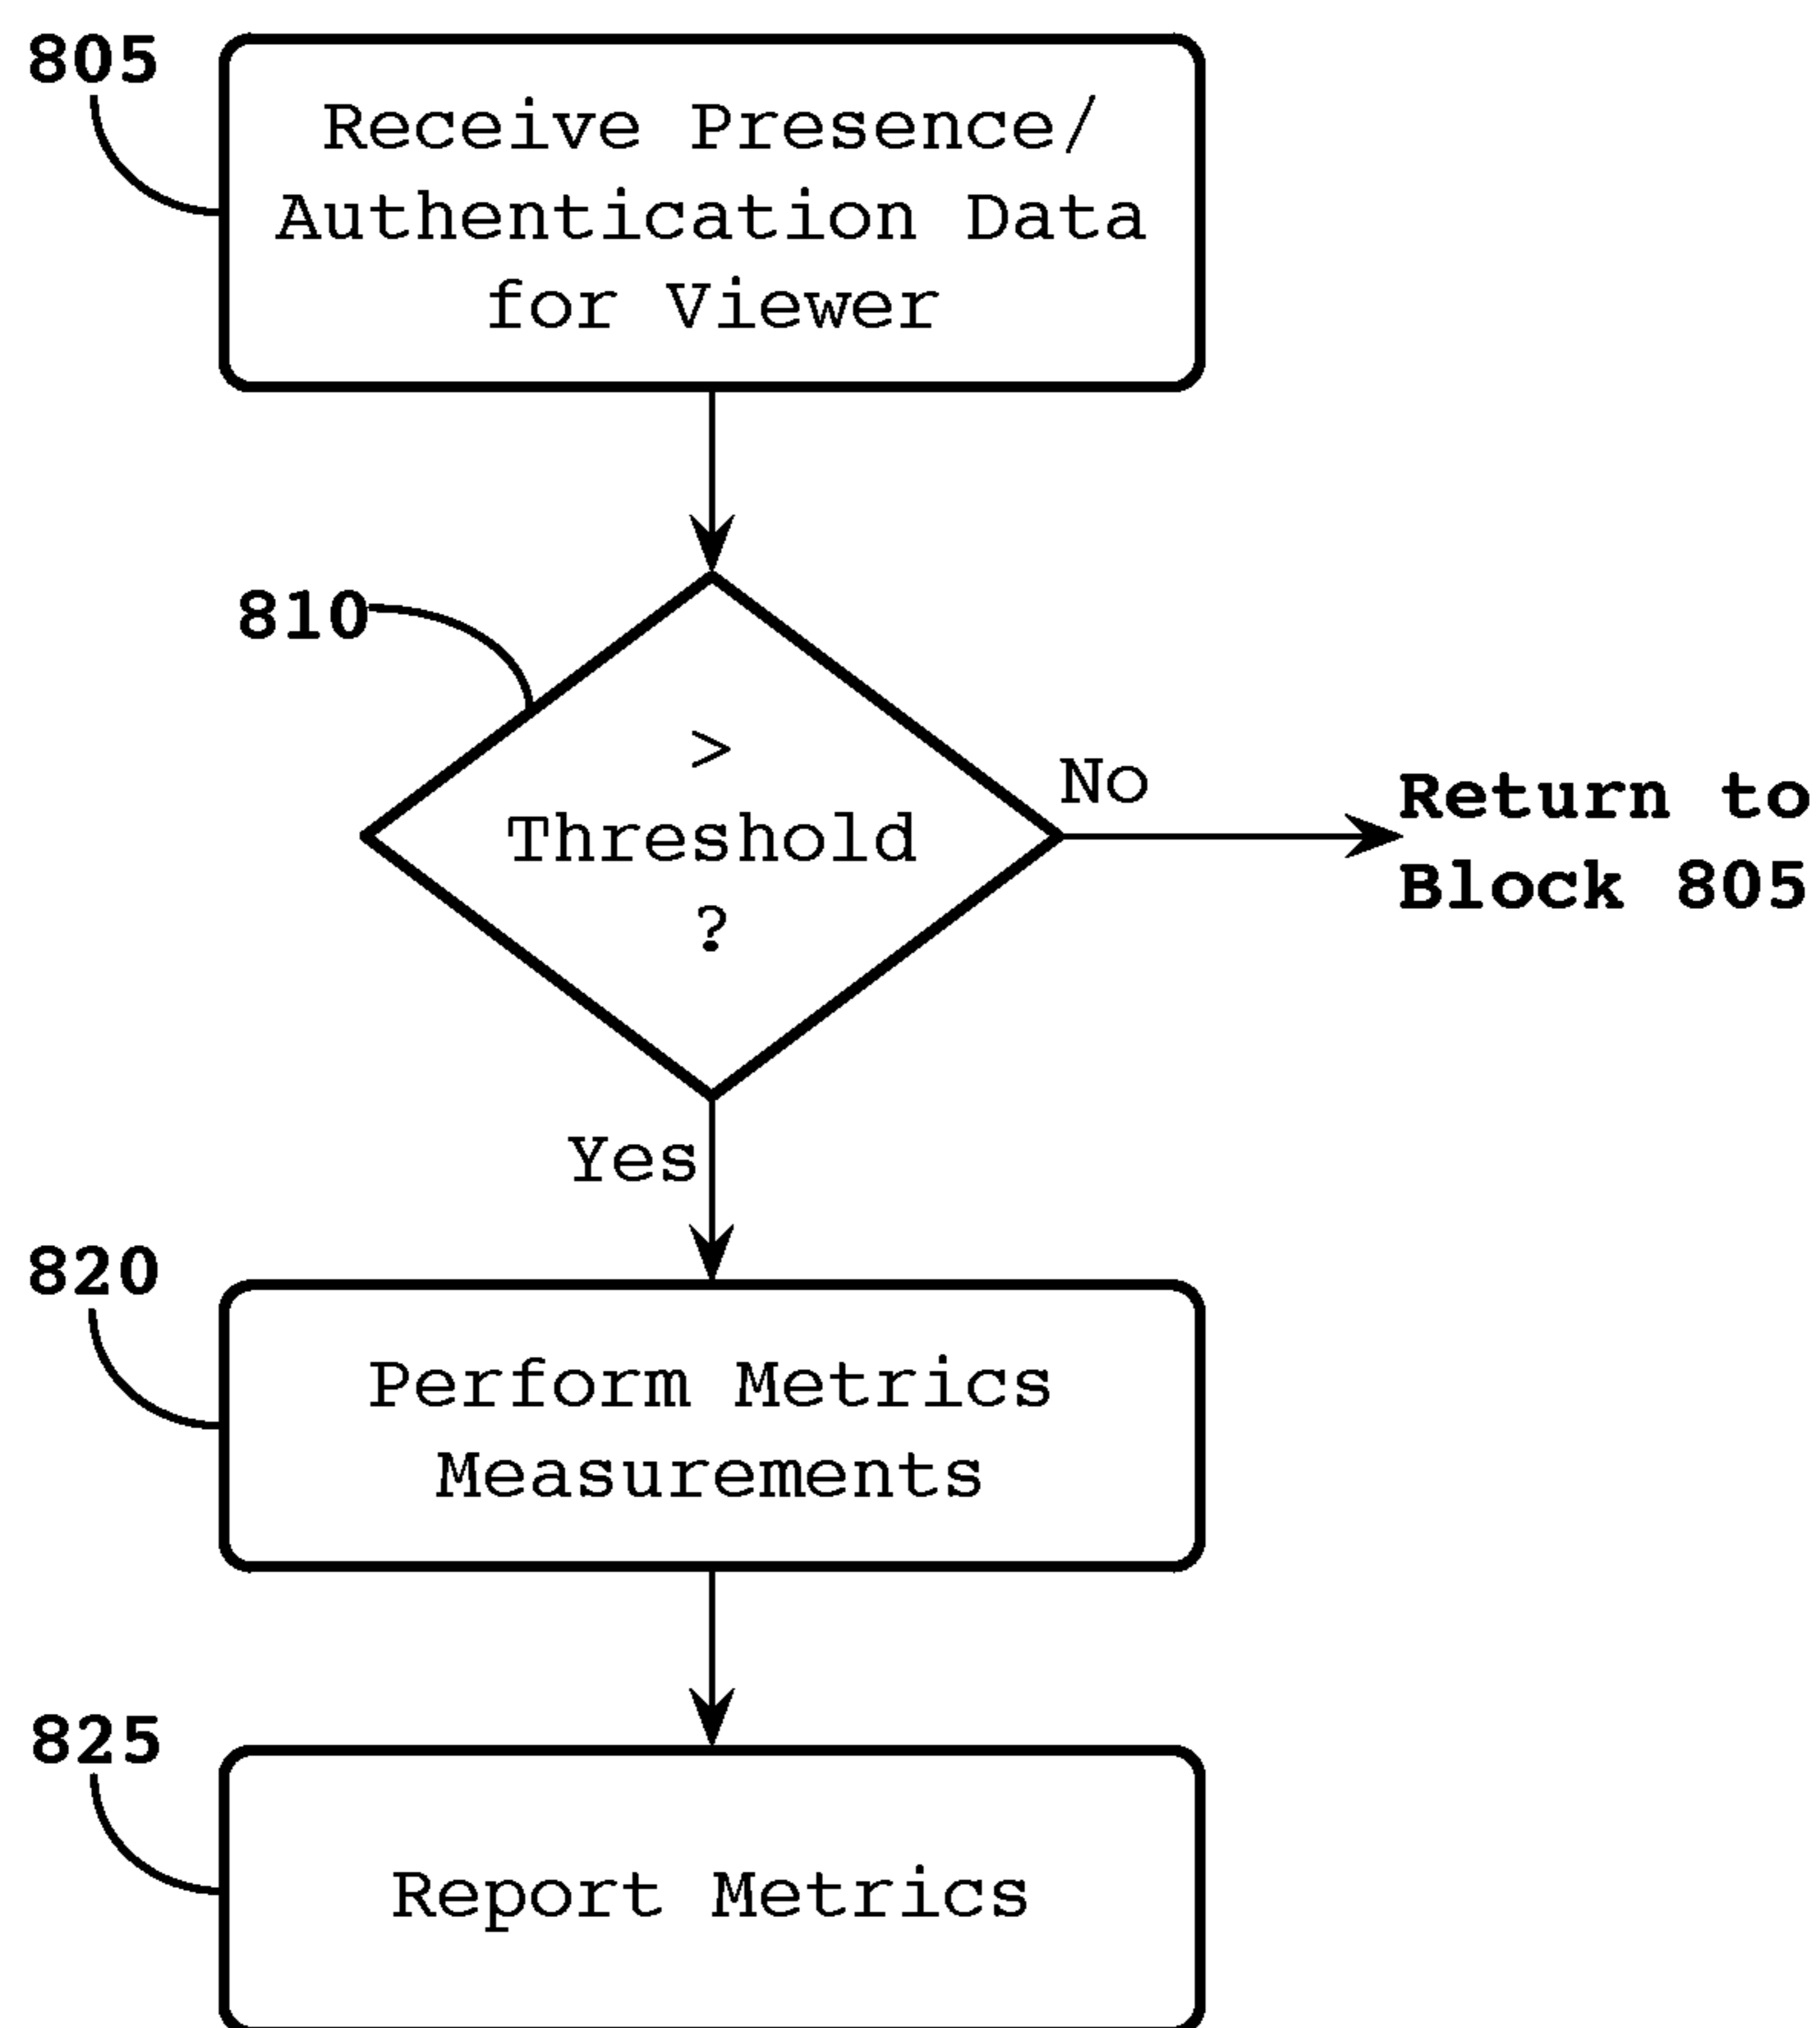 805
Receive Presence/
Authentication Data
for Viewer
810
>
Threshold
?
No
Return to
Block 805
Yes
820
Perform Metrics
Measurements
825
Report Metrics